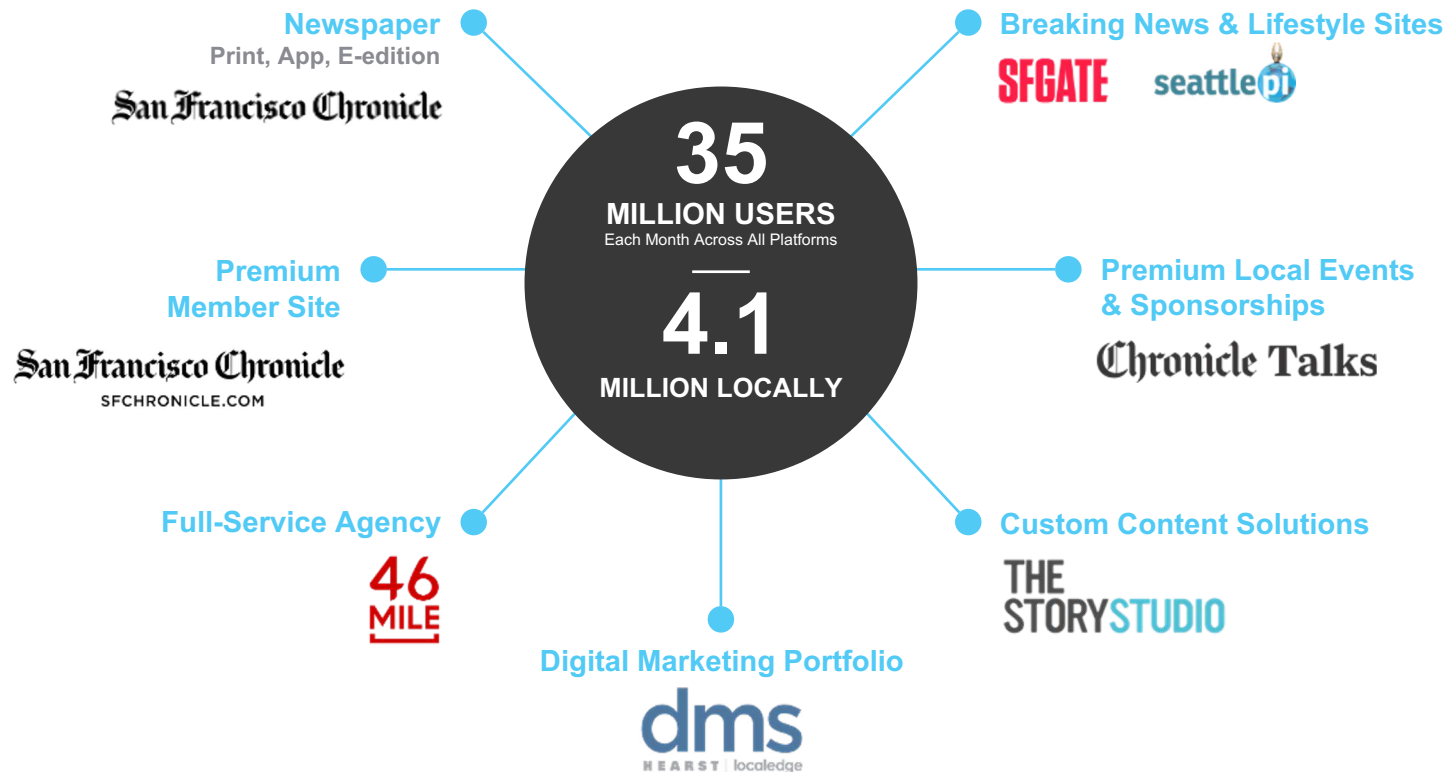 Newspaper
Print, App, E-edition
San Francisco Chronicle
Breaking News & Lifestyle Sites
SFGATE
seattlepi
35
MILLION USERS
Each Month Across All Platforms
4.1
MILLION LOCALLY
Premium
Member Site
San Francisco Chronicle
SFCHRONICLE.COM
Premium Local Events
& Sponsorships
Chronicle Talks
Full-Service Agency
46
MILE
Custom Content Solutions
THE
STORYSTUDIO
Digital Marketing Portfolio
dms
HEARST | localedge